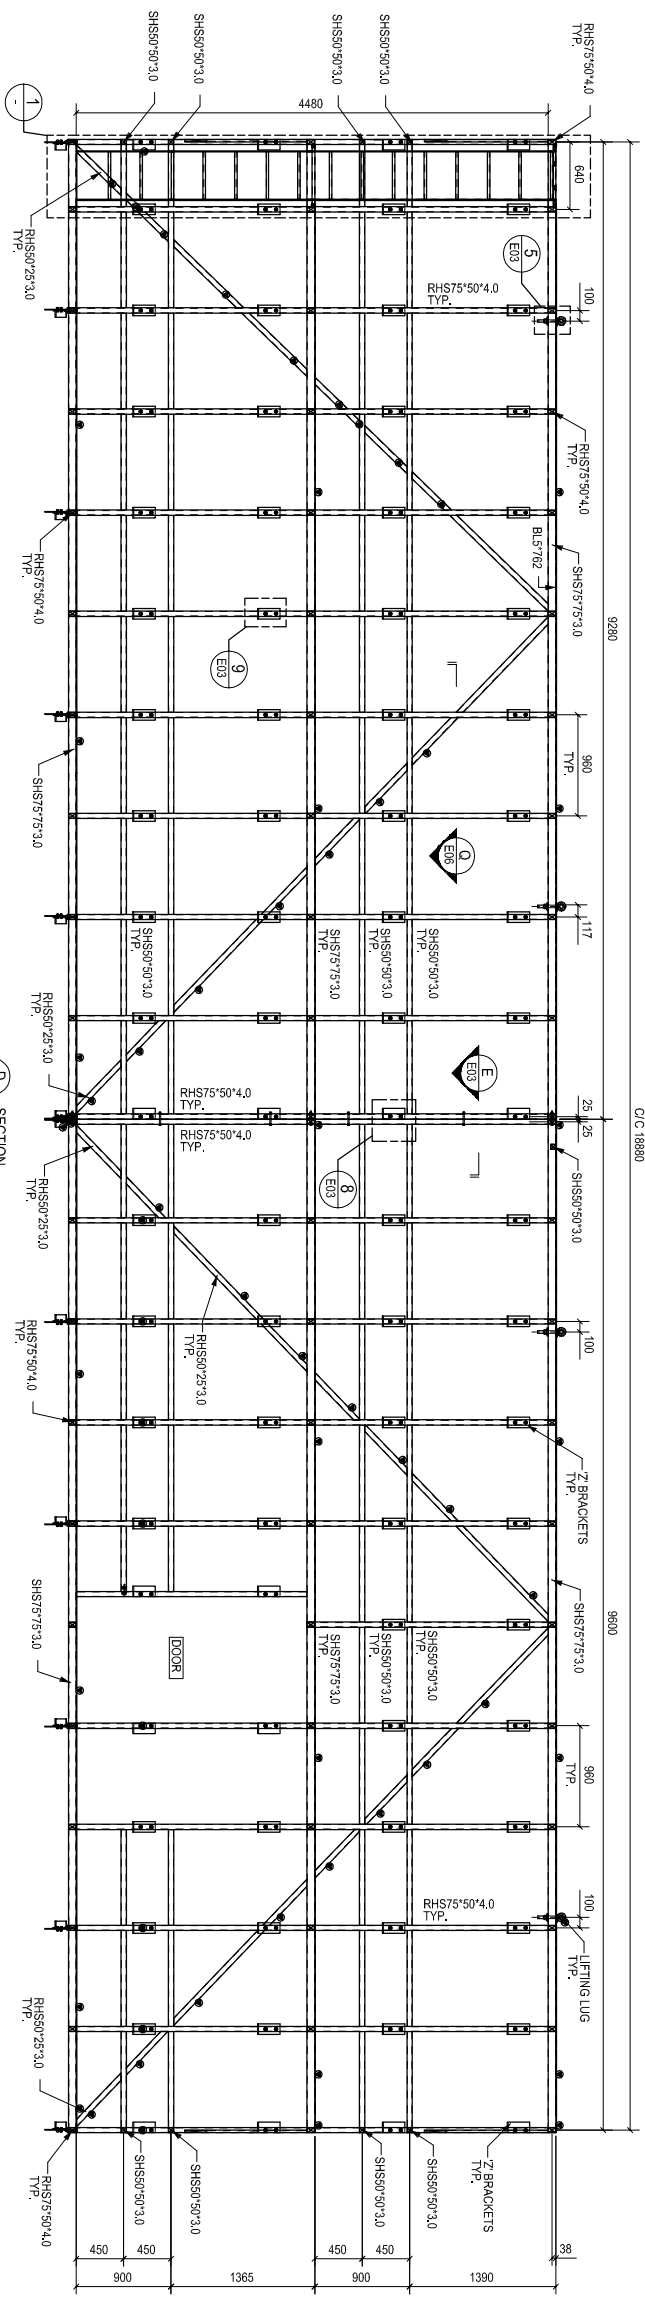 C/C 18880
9280
9600
640
100
960
TYP.
117
25
25
100
960
TYP.
100
4480
RHS75*50*4.0
TYP.
SHS50*50*3.0
SHS50*50*3.0
SHS50*50*3.0
SHS50*50*3.0
1
-
RHS50*25*3.0
TYP.
5
E03
RHS75*50*4.0
TYP.
RHS75*50*4.0
TYP.
BL5*762
SHS75*75*3.0
RHS75*50*4.0
TYP.
9
E03
SHS75*75*3.0
Q
E06
SHS50*50*3.0
TYP.
SHS50*50*3.0
TYP.
SHS75*75*3.0
TYP.
SHS50*50*3.0
TYP.
RHS50*25*3.0
TYP.
E
E03
RHS75*50*4.0
TYP.
RHS75*50*4.0
TYP.
8
E03
SHS50*50*3.0
RHS50*25*3.0
TYP.
RHS50*25*3.0
TYP.
RHS75*50*4.0
TYP.
'Z' BRACKETS
TYP.
SHS75*75*3.0
SHS50*50*3.0
TYP.
SHS50*50*3.0
TYP.
SHS75*75*3.0
TYP.
DOOR
SHS75*75*3.0
RHS75*50*4.0
TYP.
LIFTING LUG
TYP.
RHS50*25*3.0
TYP.
'Z' BRACKETS
TYP.
SHS50*50*3.0
SHS50*50*3.0
SHS50*50*3.0
SHS50*50*3.0
RHS75*50*4.0
TYP.
38
1390
450
450
900
1365
450
450
900